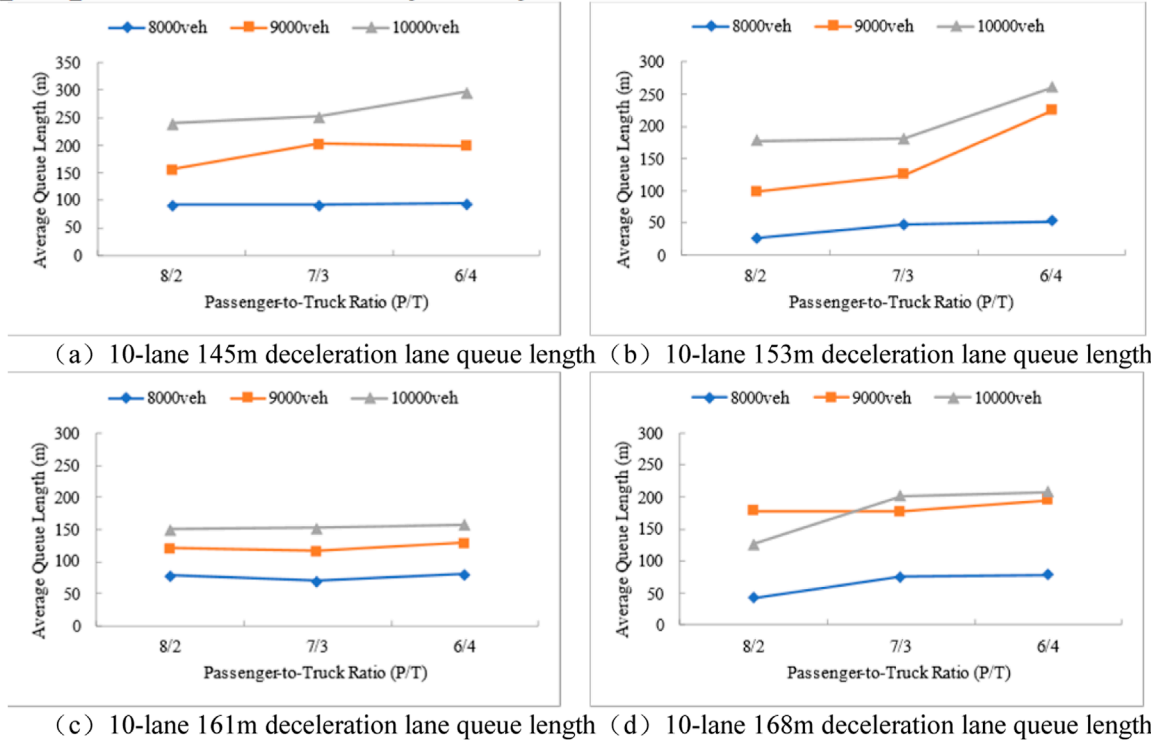 8000veh 9000veh 10000veh
Average Queue Length (m)
350
300
250
200
150
100
50
0
8/2 7/3 6/4
Passenger-to-Truck Ratio (P/T)
(a) 10-lane 145m deceleration lane queue length
8000veh 9000veh 10000veh
Average Queue Length (m)
300
250
200
150
100
50
0
8/2 7/3 6/4
Passenger-to-Truck Ratio (P/T)
(b) 10-lane 153m deceleration lane queue length
8000veh 9000veh 10000veh
Average Queue Length (m)
300
250
200
150
100
50
0
8/2 7/3 6/4
Passenger-to-Truck Ratio (P/T)
(c) 10-lane 161m deceleration lane queue length
8000veh 9000veh 10000veh
Average Queue Length (m)
300
250
200
150
100
50
0
8/2 7/3 6/4
Passenger-to-Truck Ratio (P/T)
(d) 10-lane 168m deceleration lane queue length